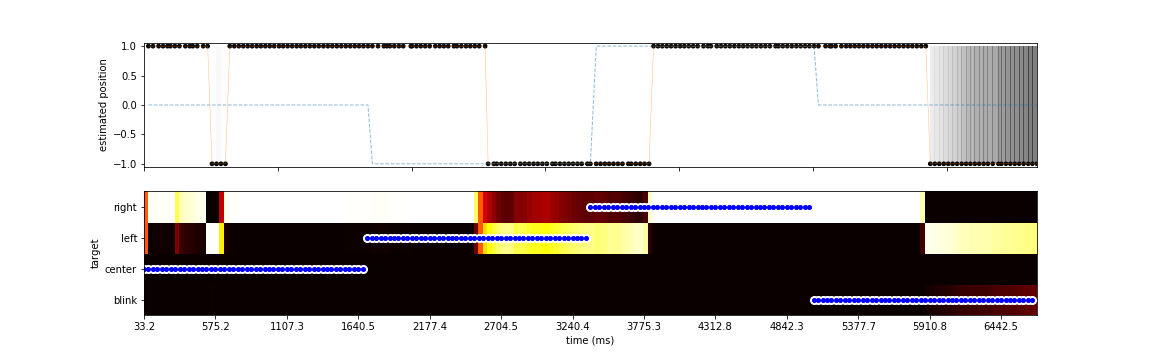 1.0
0.5
0.0
−0.5
−1.0
estimated position
right
left
center
blink
target
33.2 575.2 1107.3 1640.5 2177.4 2704.5 3240.4 3775.3 4312.8 4842.3 5377.7 5910.8 6442.5
time (ms)